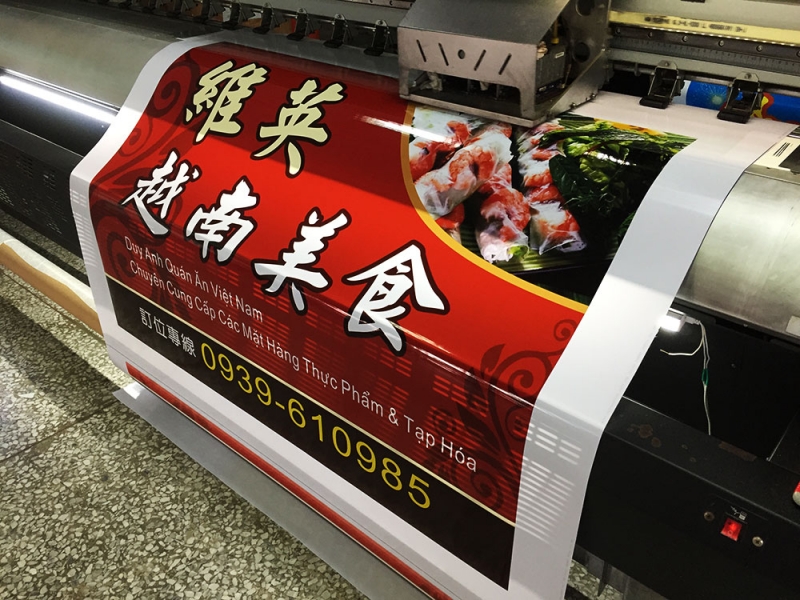 維英
越南美食
Duy Anh Quán Ăn Việt Nam
Chuyên Cung Cấp Các Mặt Hàng Thực Phẩm & Tạp Hóa
訂位專線 0939-610985